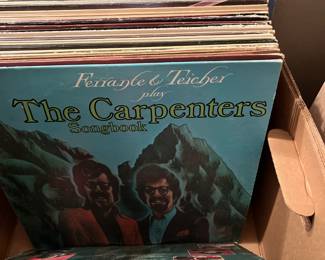 Ferrante & Teicher
play
The Carpenters
Songbook